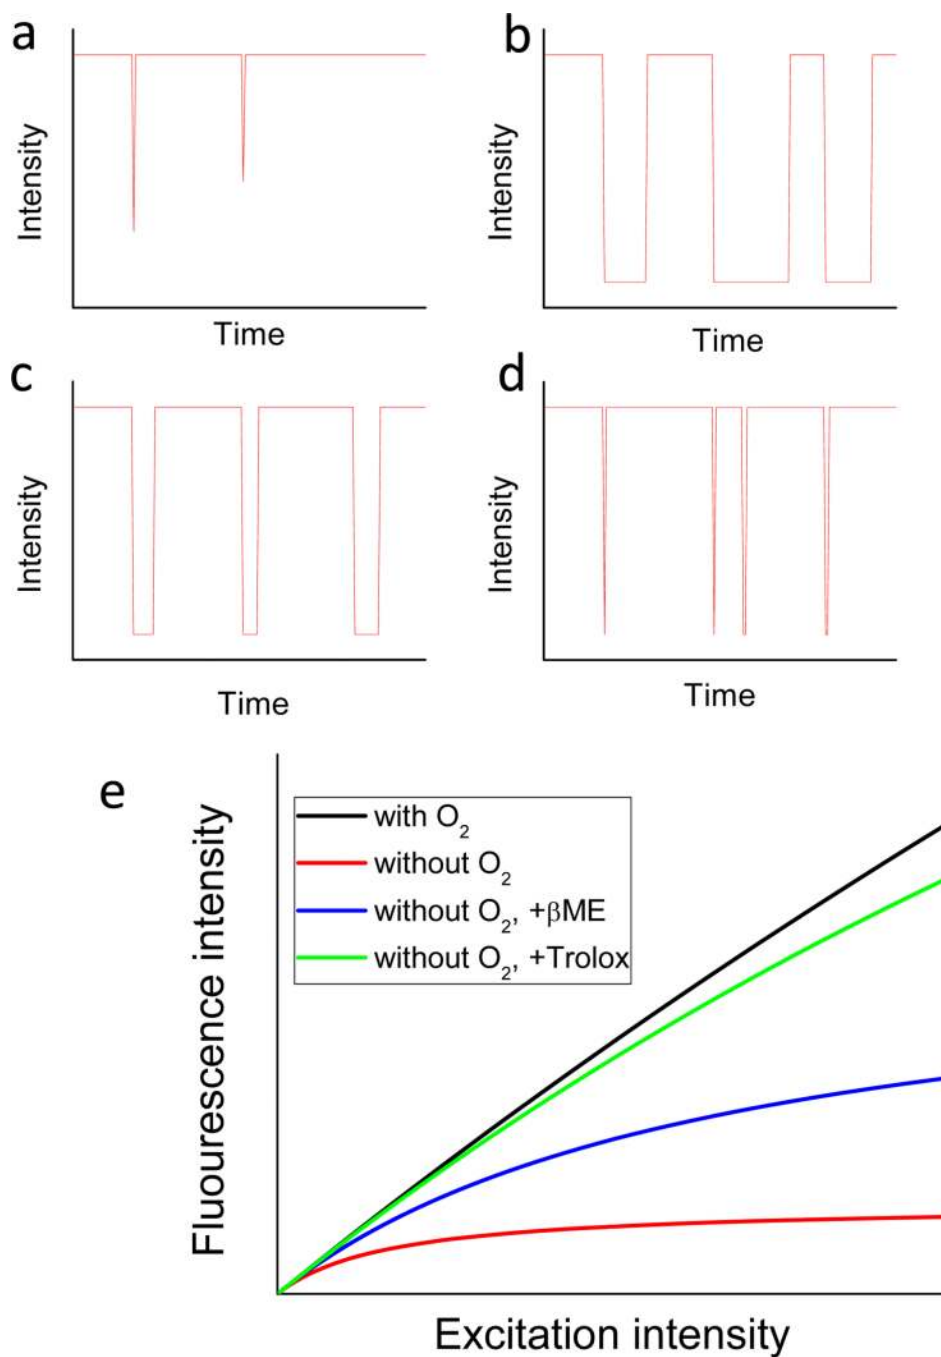 a
Intensity
Time
b
Intensity
Time
c
Intensity
Time
d
Intensity
Time
e
Fluourescence intensity
with O₂
without O₂
without O₂, +βME
without O₂, +Trolox
Excitation intensity